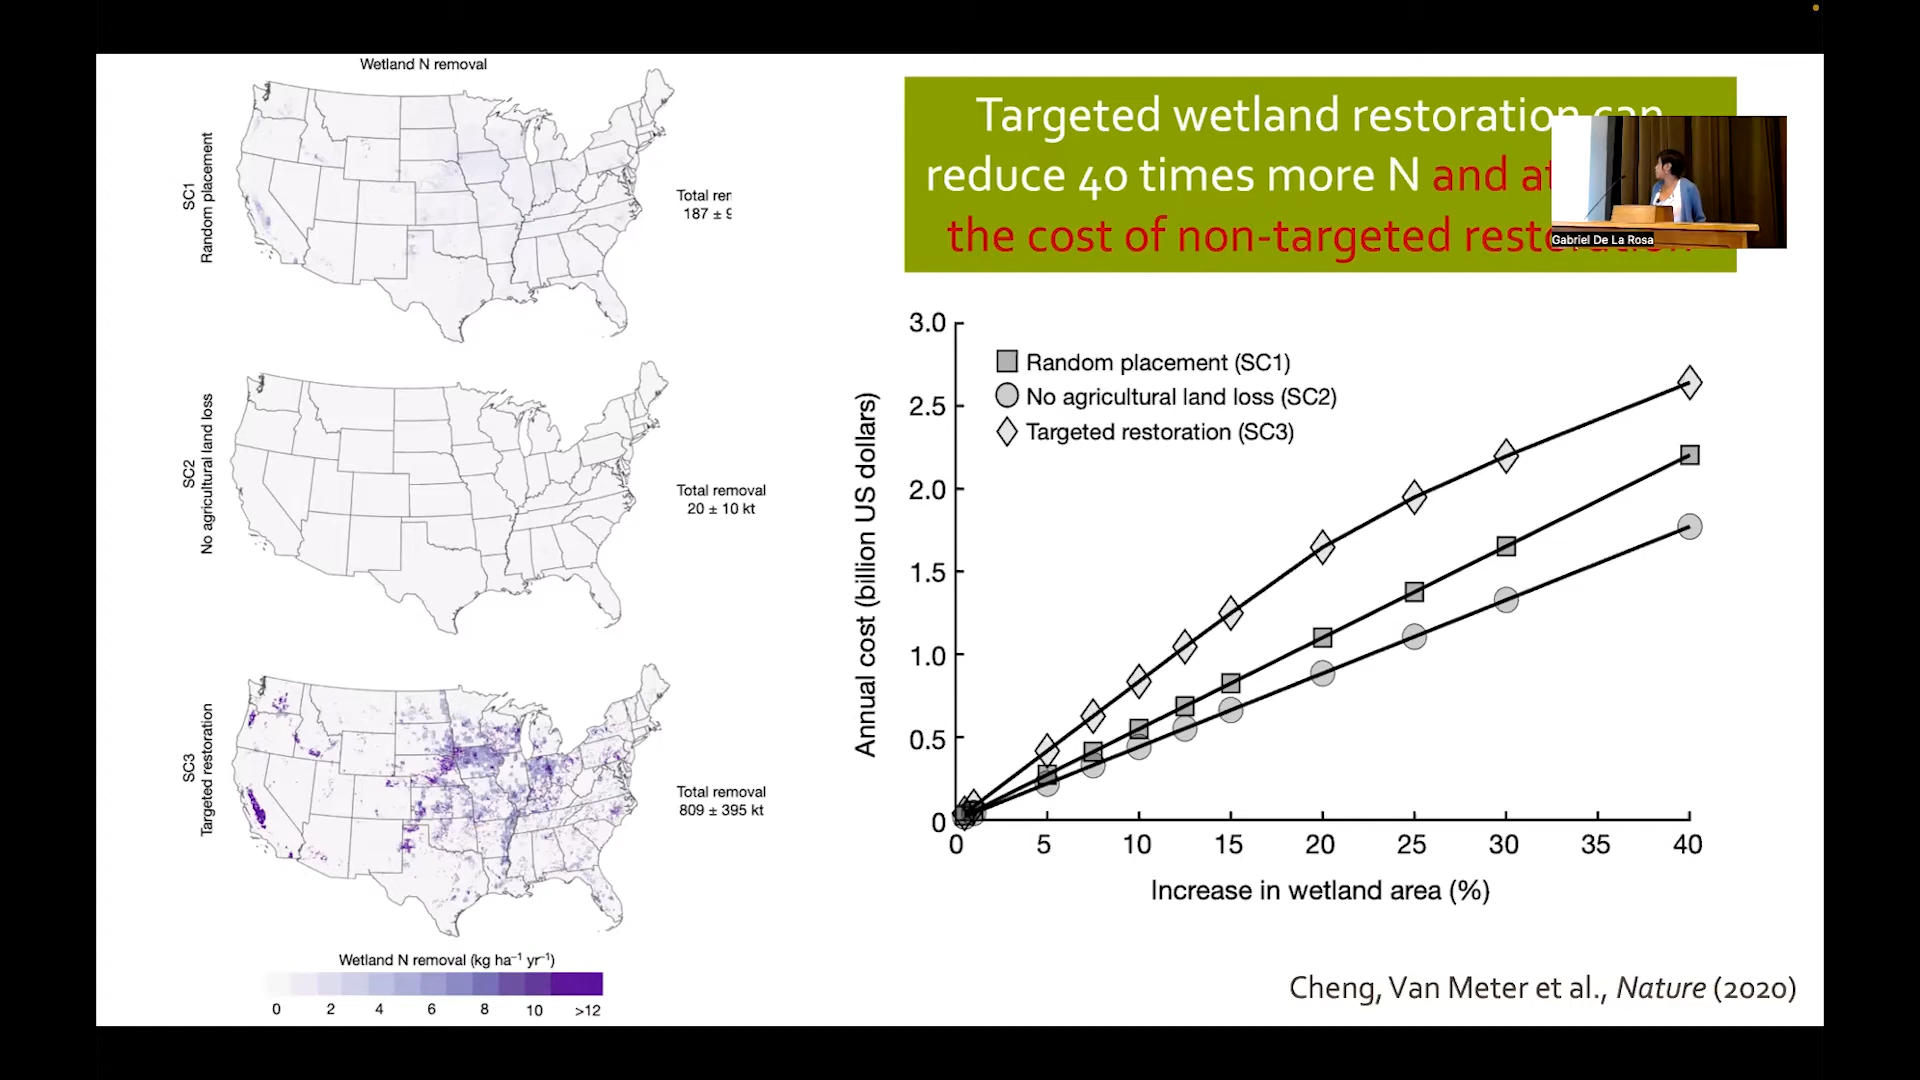 Wetland N removal
SC1
Random placement
Total
187 ±
SC2
No agricultural land loss
Total removal
20 ± 10 kt
SC3
Targeted restoration
Total removal
809 ± 395 kt
Wetland N removal (kg ha⁻¹ yr⁻¹)
0 2 4 6 8 10 >12
Targeted wetland restoration can
reduce 40 times more N and at
the cost of non-targeted restoration
Gabriel De La Rosa
3.0
2.5
2.0
1.5
1.0
0.5
0
Annual cost (billion US dollars)
Random placement (SC1)
No agricultural land loss (SC2)
Targeted restoration (SC3)
0 5 10 15 20 25 30 35 40
Increase in wetland area (%)
Cheng, Van Meter et al., Nature (2020)